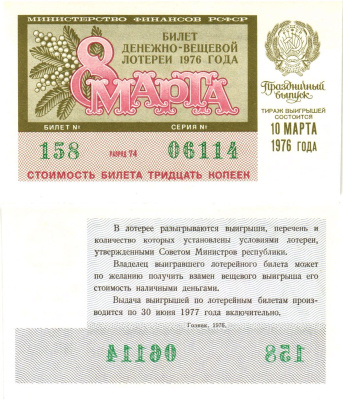 МИНИСТЕРСТВО ФИНАНСОВ РСФСР
БИЛЕТ
ДЕНЕЖНО-ВЕЩЕВОЙ
ЛОТЕРЕИ 1976 ГОДА
8 МАРТА
БИЛЕТ № СЕРИЯ №
158 РАЗРЯД 74 06114
СТОИМОСТЬ БИЛЕТА ТРИДЦАТЬ КОПЕЕК
Праздничный
выпуск
ТИРАЖ ВЫИГРЫШЕЙ
СОСТОИТСЯ
10 МАРТА
1976 ГОДА
В лотерее разыгрываются выигрыши, перечень и
количество которых установлены условиями лотереи,
утвержденными Советом Министров республики.
Владелец выигравшего лотерейного билета может
по желанию получить взамен вещевого выигрыша его
стоимость наличными деньгами.
Выдача выигрышей по лотерейным билетам произ-
водится по 30 июня 1977 года включительно.
Гознак, 1976.
06114 158